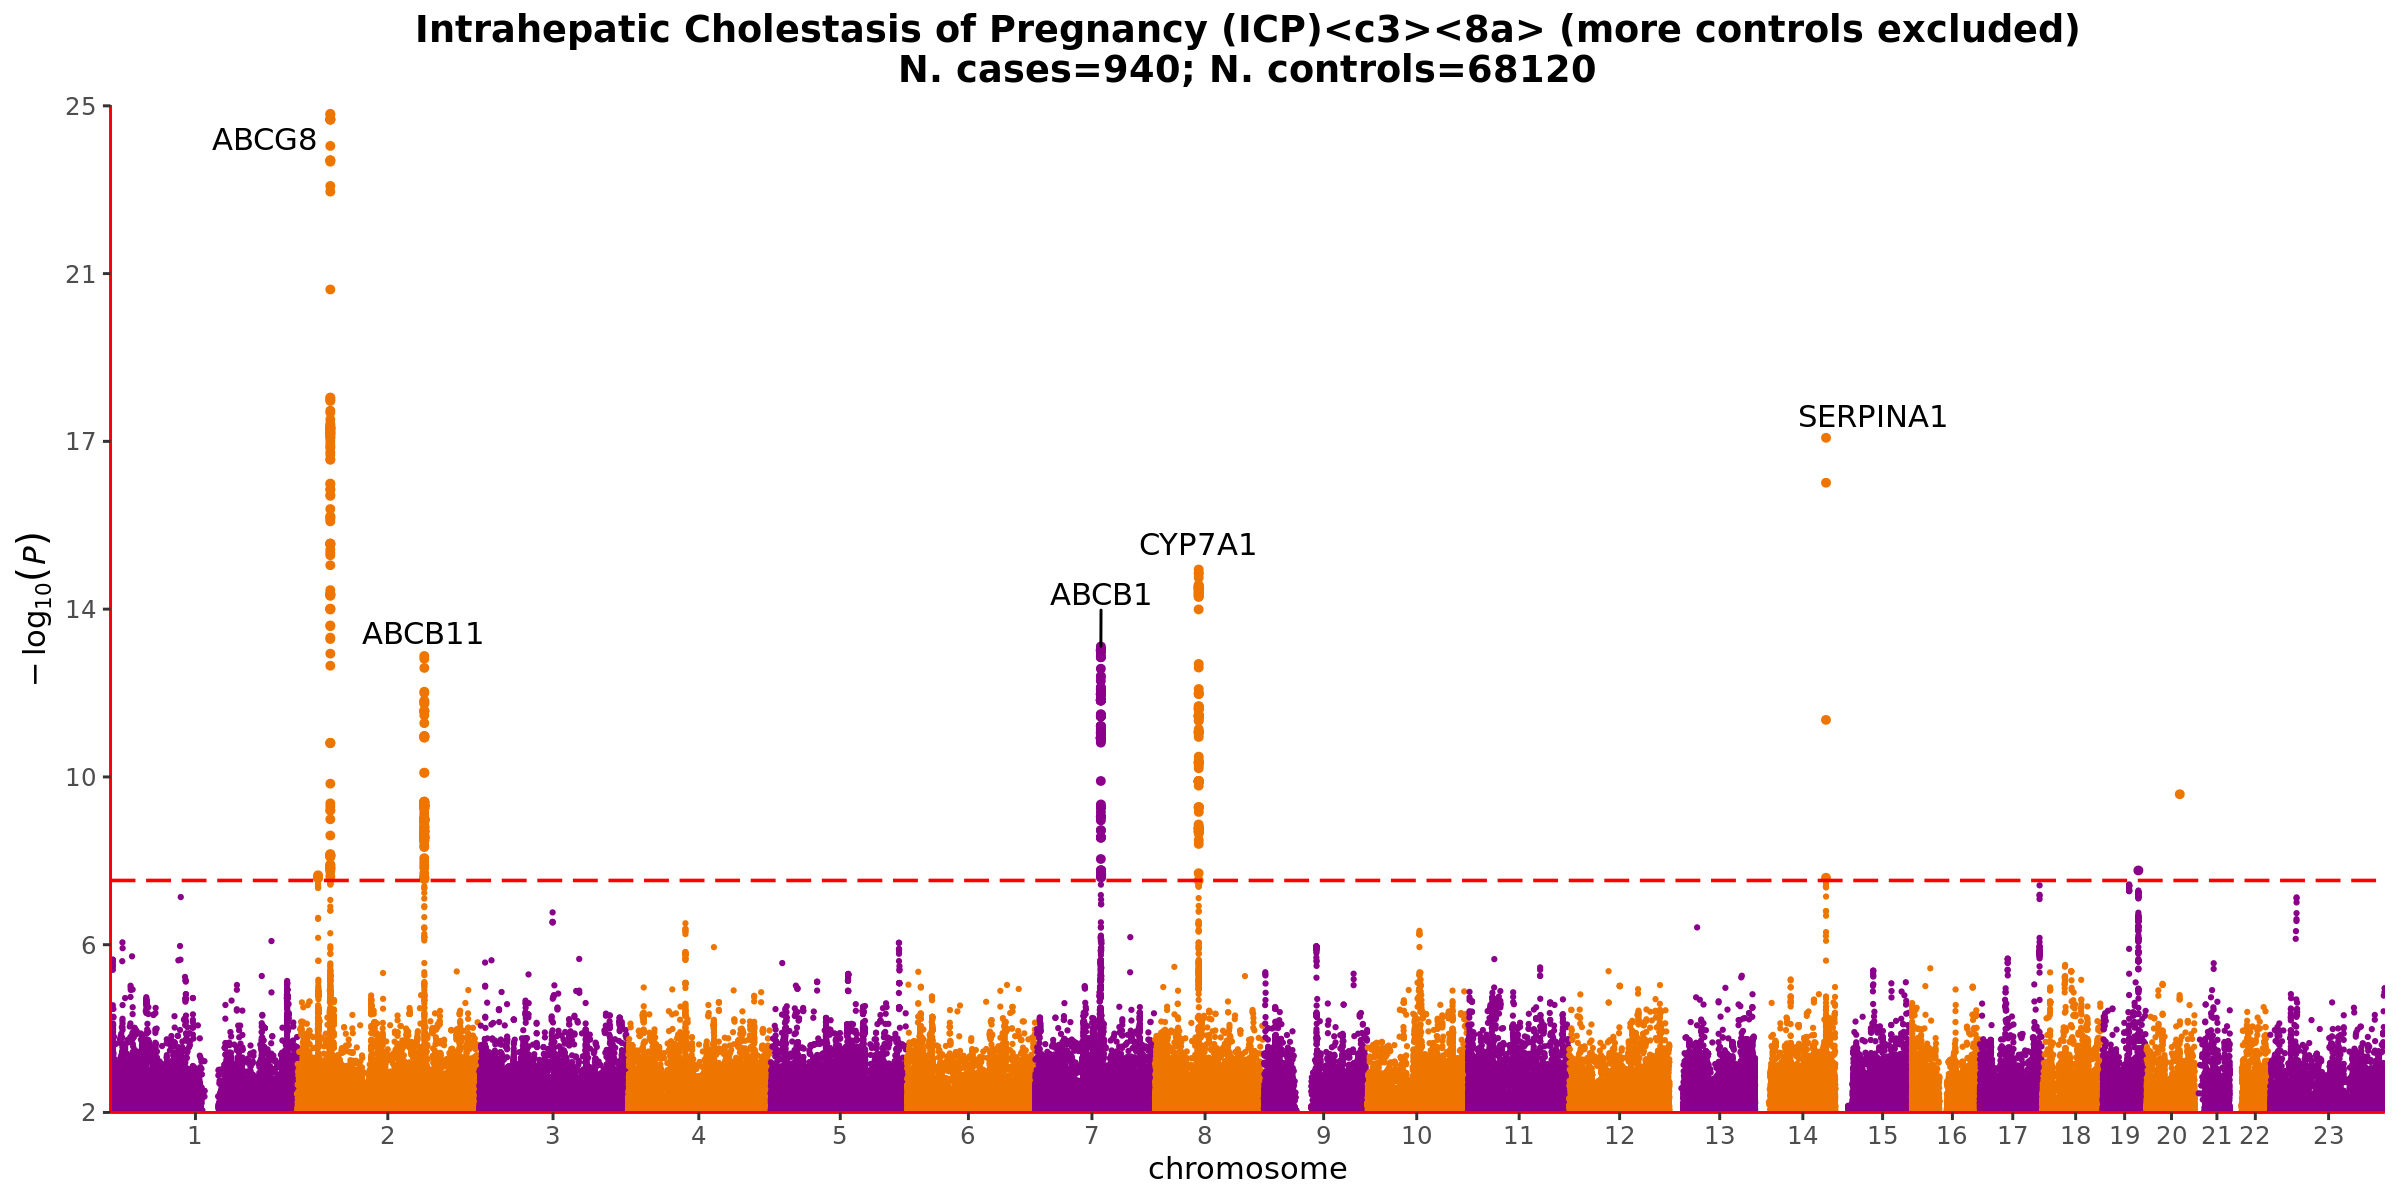 Intrahepatic Cholestasis of Pregnancy (ICP)<c3><8a> (more controls excluded)
N. cases=940; N. controls=68120
25
ABCG8
21
17
SERPINA1
CYP7A1
ABCB1
14
ABCB11
−log10(P)
10
6
2
1 2 3 4 5 6 7 8 9 10 11 12 13 14 15 16 17 18 19 20 21 22 23
chromosome